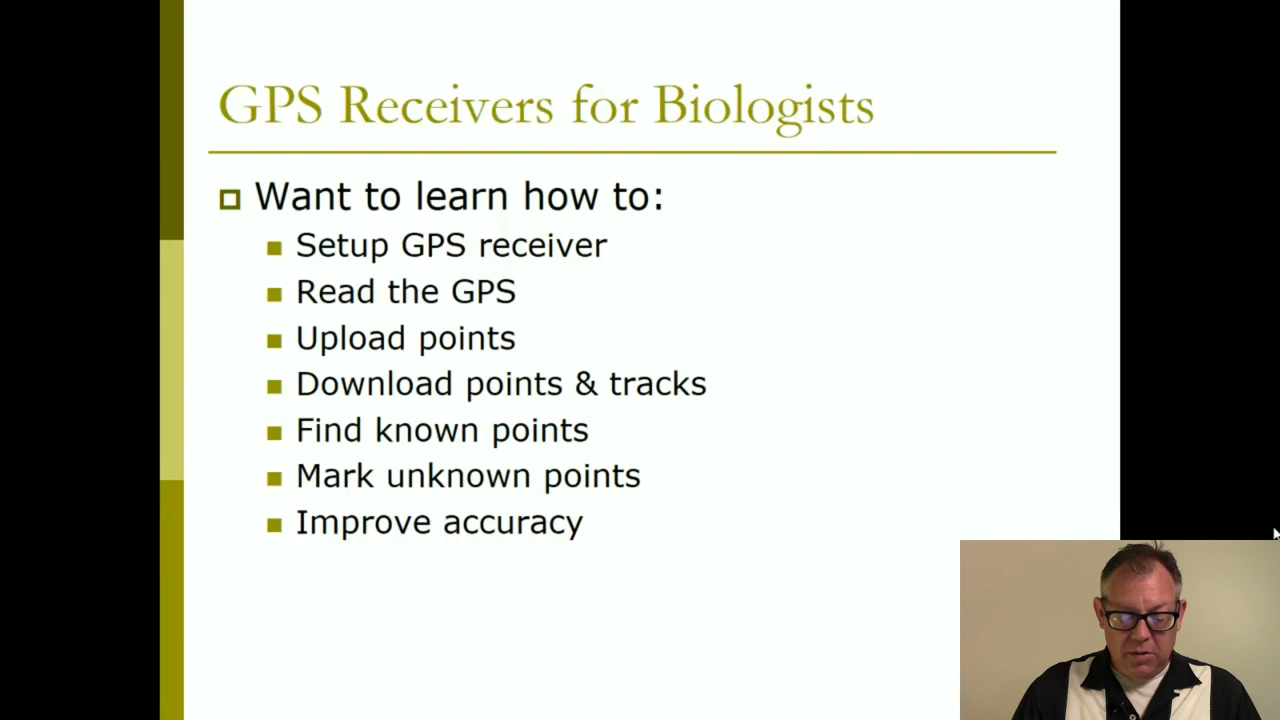 GPS Receivers for Biologists
Want to learn how to:
Setup GPS receiver
Read the GPS
Upload points
Download points & tracks
Find known points
Mark unknown points
Improve accuracy